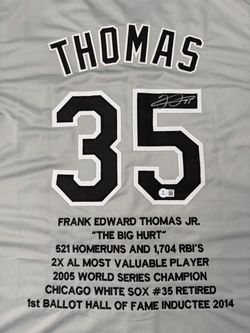 THOMAS
35
FRANK EDWARD THOMAS JR.
"THE BIG HURT"
521 HOMERUNS AND 1,704 RBI'S
2X AL MOST VALUABLE PLAYER
2005 WORLD SERIES CHAMPION
CHICAGO WHITE SOX #35 RETIRED
1st BALLOT HALL OF FAME INDUCTEE 2014